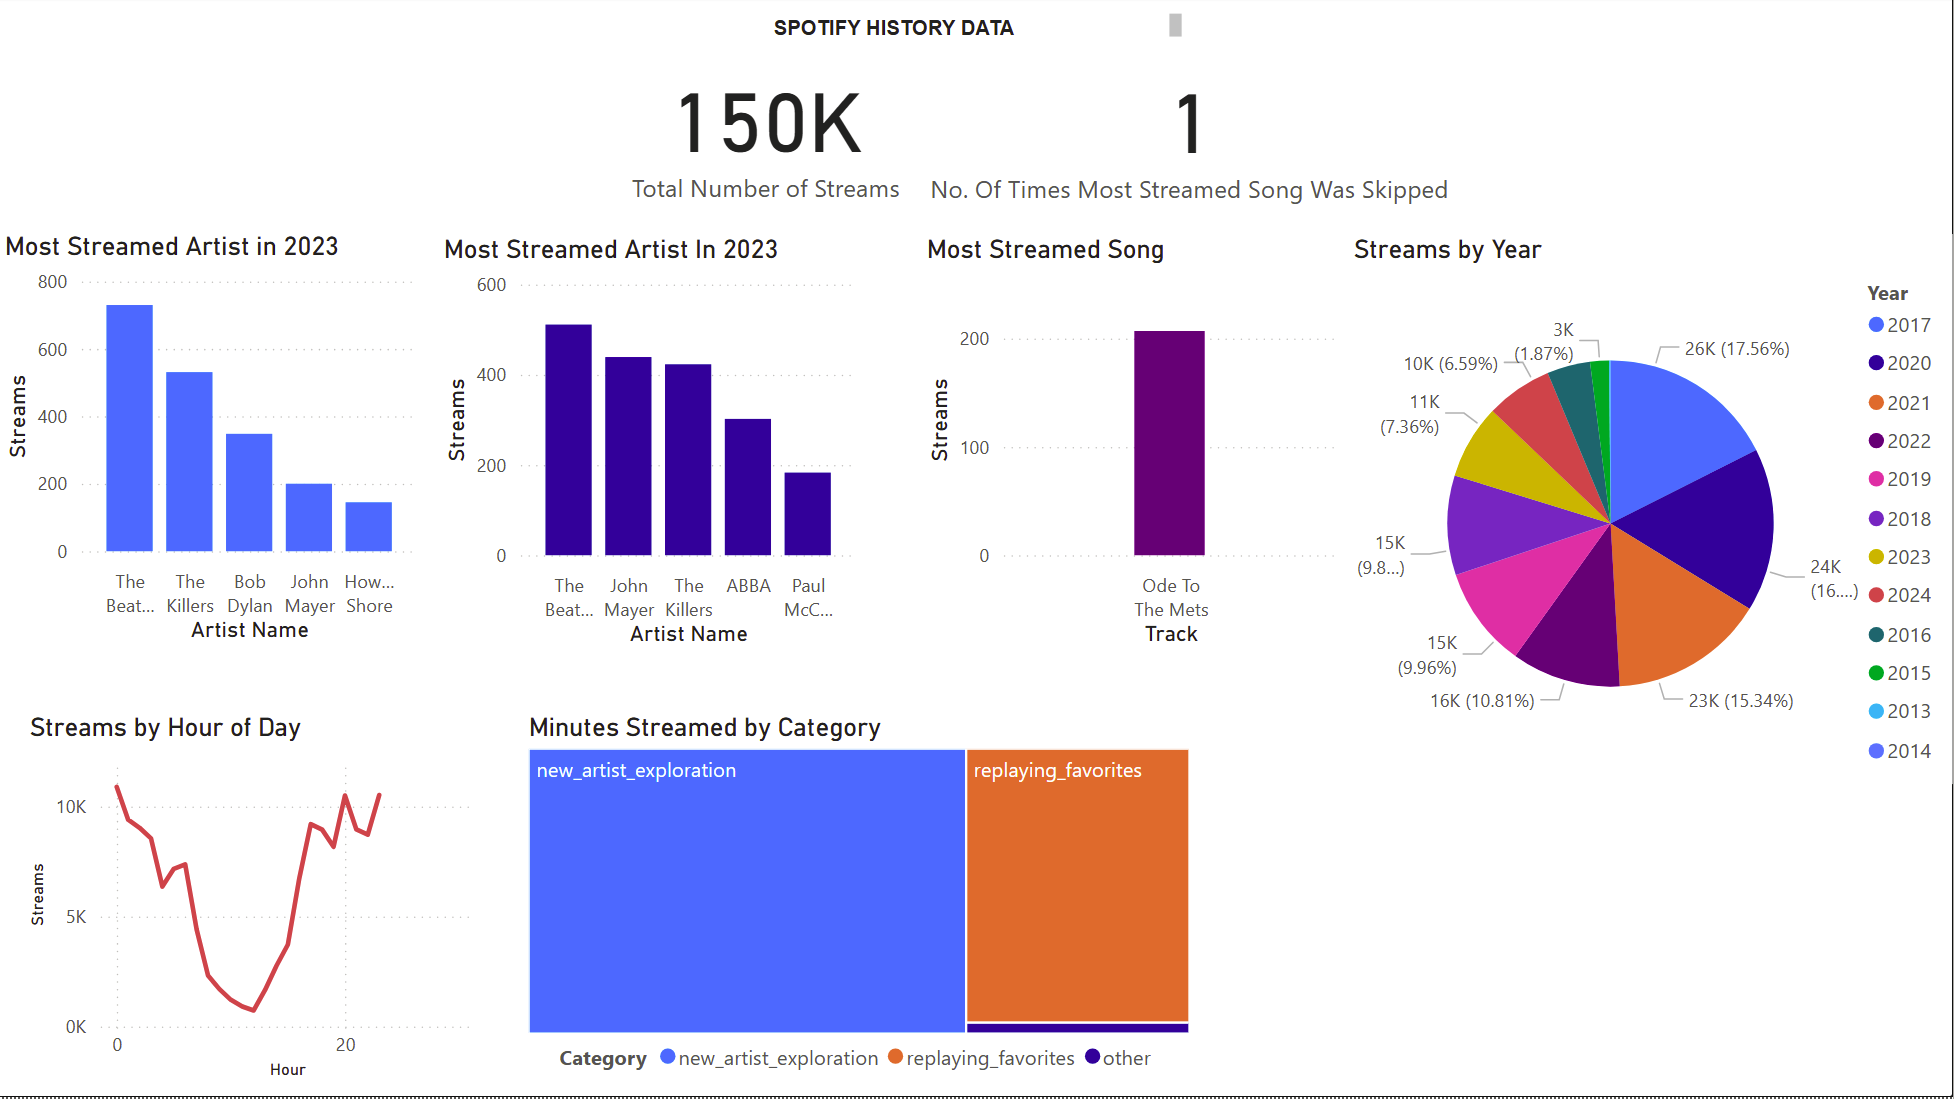 SPOTIFY HISTORY DATA
150K
Total Number of Streams
1
No. Of Times Most Streamed Song Was Skipped
Most Streamed Artist in 2023
800
600
400
200
0
Streams
The Beat...
The Killers
Bob Dylan
John Mayer
How... Shore
Artist Name
Most Streamed Artist In 2023
600
400
200
0
Streams
The Beat...
John Mayer
The Killers
ABBA
Paul McC...
Artist Name
Most Streamed Song
200
100
0
Streams
Ode To
The Mets
Track
Streams by Year
26K (17.56%)
24K
(16....)
23K (15.34%)
16K (10.81%)
15K
(9.96%)
15K
(9.8...)
11K
(7.36%)
10K (6.59%)
3K
(1.87%)
Year
2017
2020
2021
2022
2019
2018
2023
2024
2016
2015
2013
2014
Streams by Hour of Day
10K
5K
0K
Streams
0
20
Hour
Minutes Streamed by Category
new_artist_exploration
replaying_favorites
Category new_artist_exploration replaying_favorites other